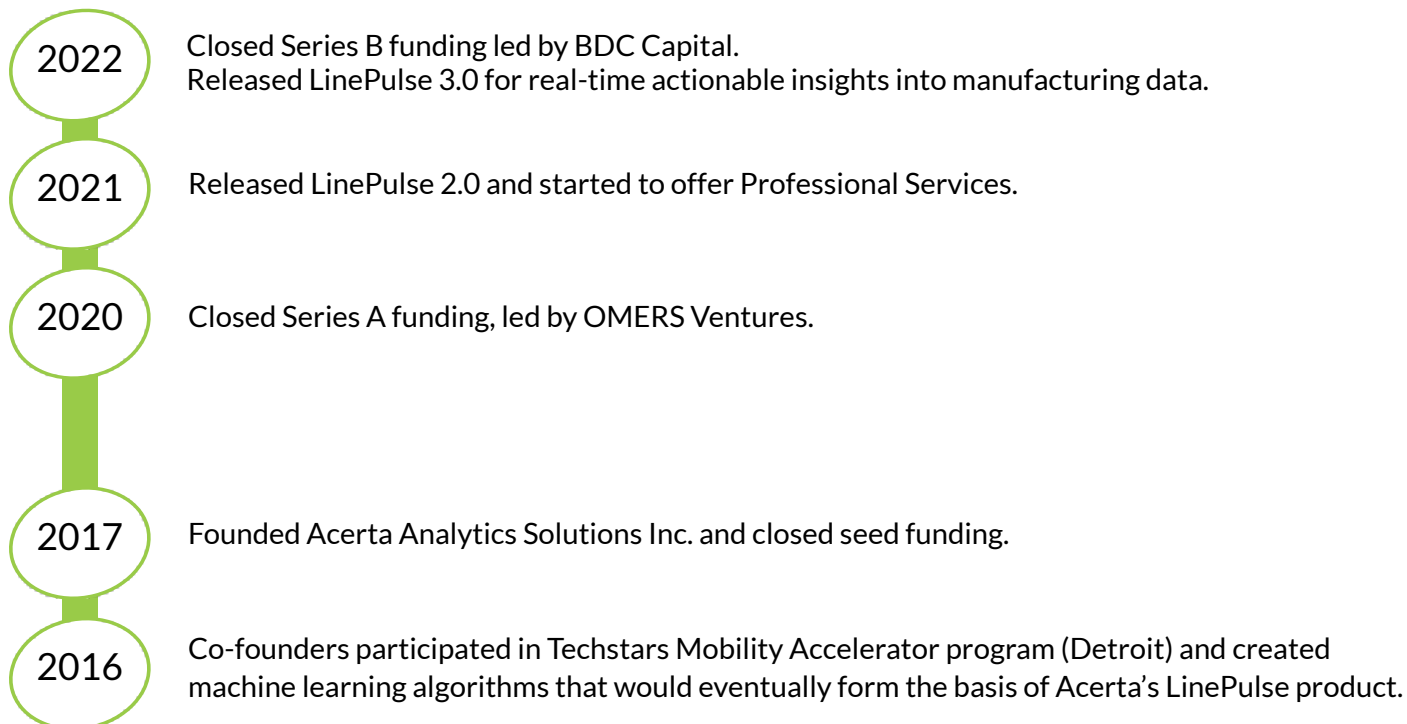 2022
Closed Series B funding led by BDC Capital.
Released LinePulse 3.0 for real-time actionable insights into manufacturing data.
2021
Released LinePulse 2.0 and started to offer Professional Services.
2020
Closed Series A funding, led by OMERS Ventures.
2017
Founded Acerta Analytics Solutions Inc. and closed seed funding.
2016
Co-founders participated in Techstars Mobility Accelerator program (Detroit) and created
machine learning algorithms that would eventually form the basis of Acerta’s LinePulse product.